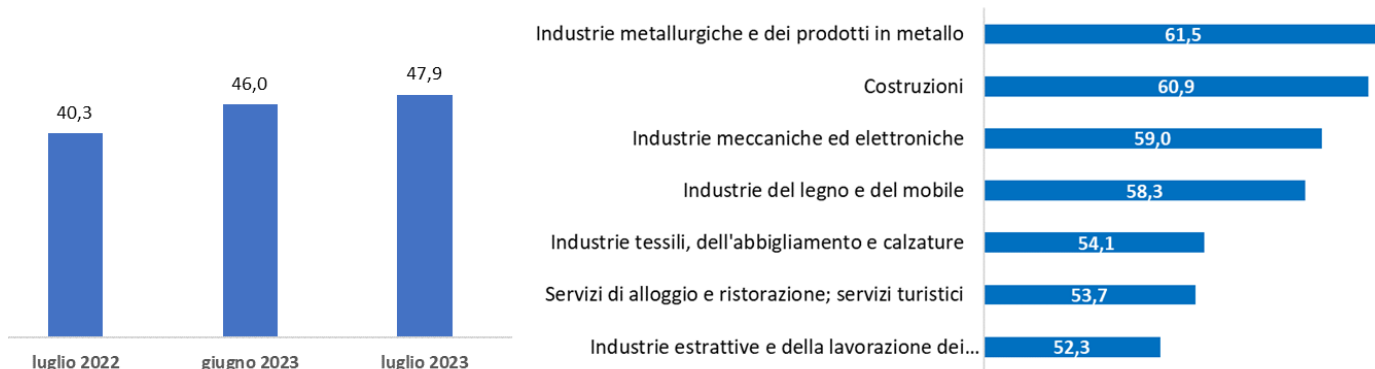 40,3
46,0
47,9
luglio 2022
giugno 2023
luglio 2023
Industrie metallurgiche e dei prodotti in metallo
61,5
Costruzioni
60,9
Industrie meccaniche ed elettroniche
59,0
Industrie del legno e del mobile
58,3
Industrie tessili, dell'abbigliamento e calzature
54,1
Servizi di alloggio e ristorazione; servizi turistici
53,7
Industrie estrattive e della lavorazione dei…
52,3